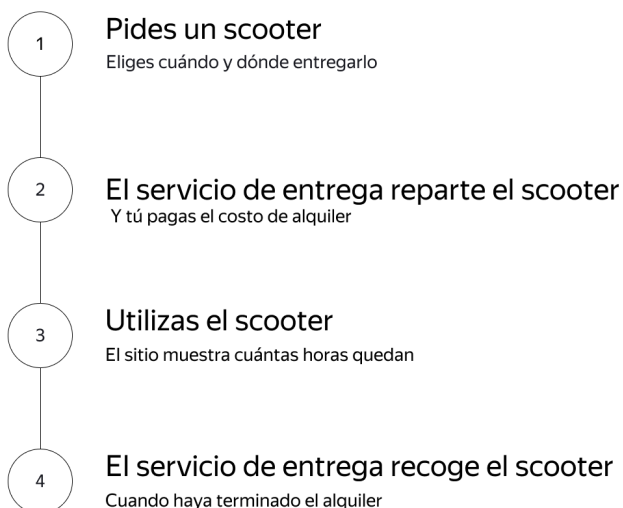 1
Pides un scooter
Eliges cuándo y dónde entregarlo
2
El servicio de entrega reparte el scooter
Y tú pagas el costo de alquiler
3
Utilizas el scooter
El sitio muestra cuántas horas quedan
4
El servicio de entrega recoge el scooter
Cuando haya terminado el alquiler